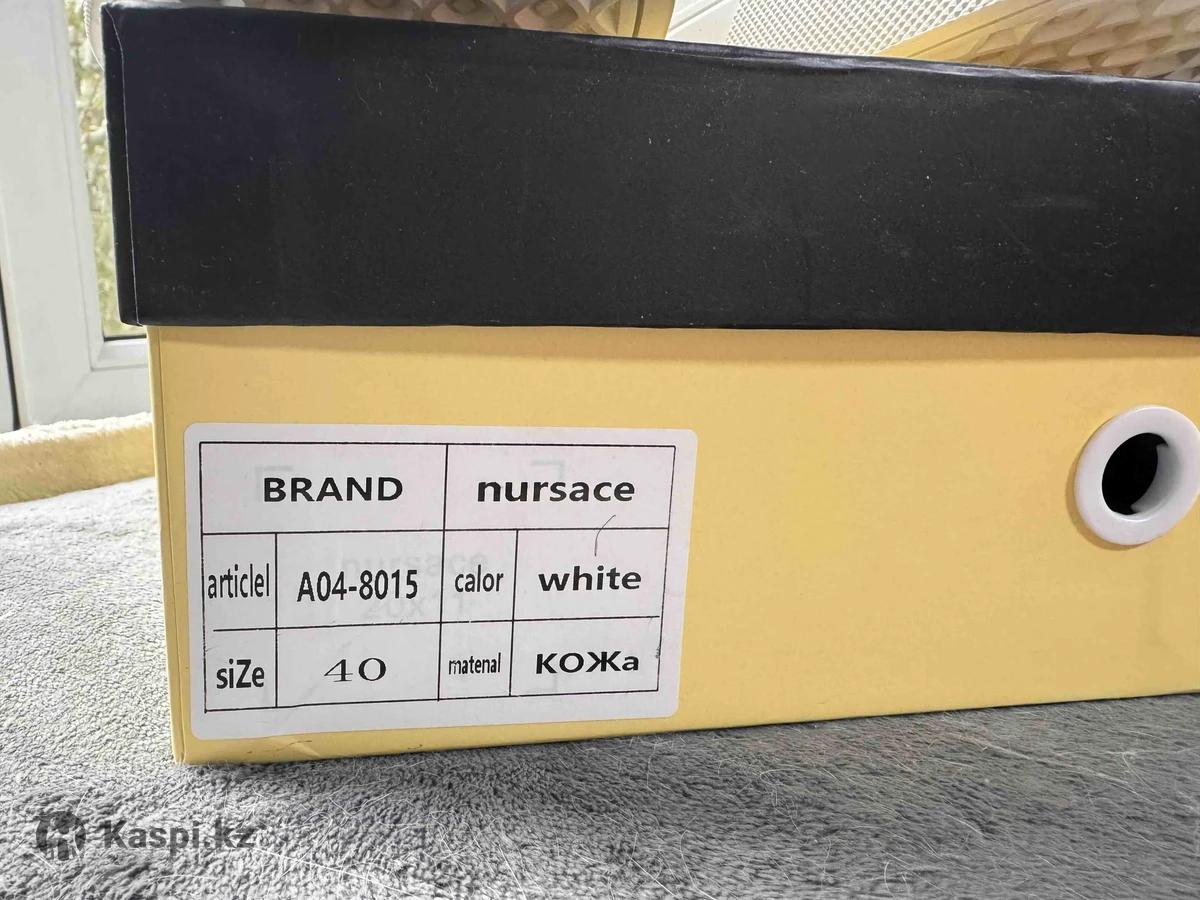 BRAND nursace
articlel A04-8015 calor white
siZe 40 matenal КОЖа
Kaspi.kz